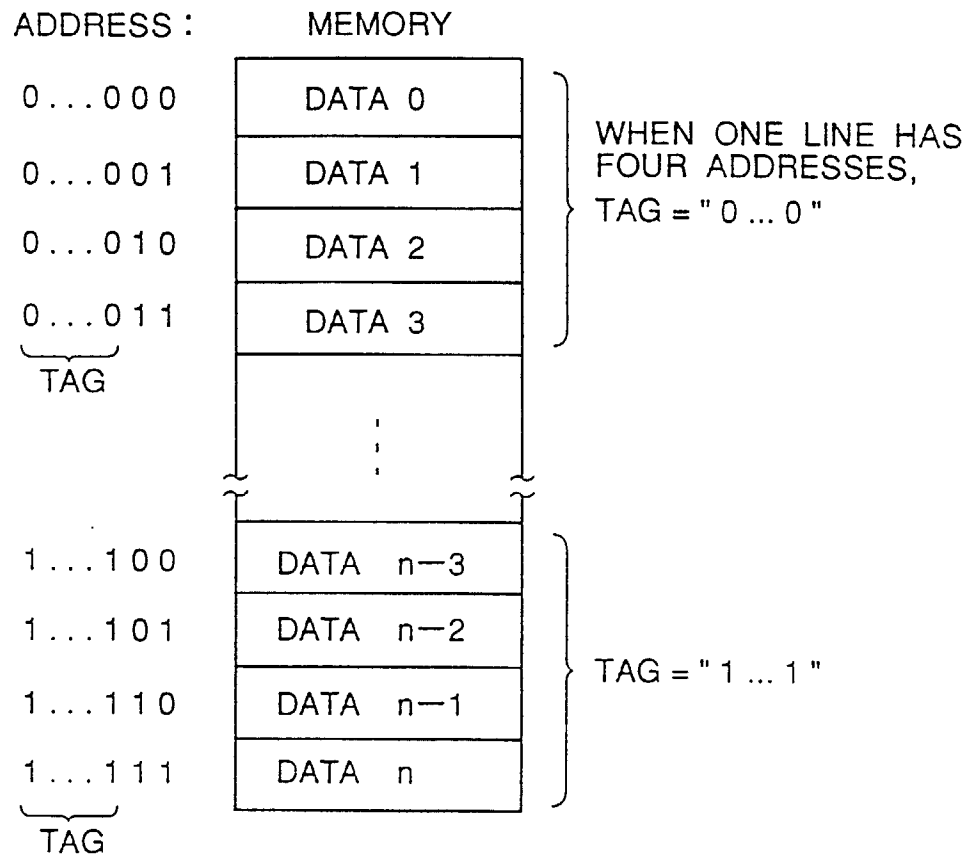 ADDRESS : MEMORY
0...000 DATA 0
0...001 DATA 1
0...010 DATA 2
0...011 DATA 3
TAG
WHEN ONE LINE HAS
FOUR ADDRESSES,
TAG = " 0 ... 0 "
1...100 DATA n-3
1...101 DATA n-2
1...110 DATA n-1
1...111 DATA n
TAG
TAG = " 1 ... 1 "